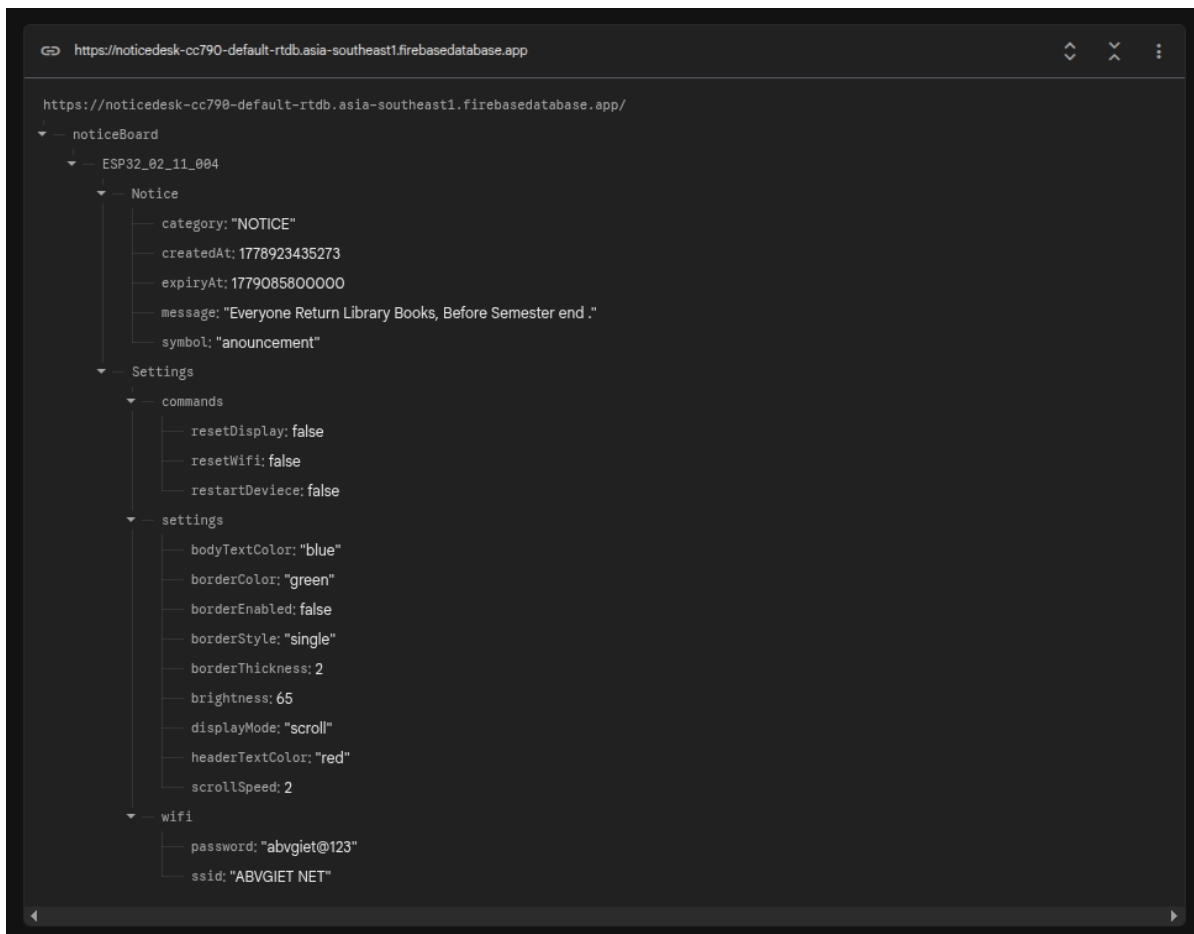 https://noticedesk-cc790-default-rtdb.asia-southeast1.firebasedatabase.app
https://noticedesk-cc790-default-rtdb.asia-southeast1.firebasedatabase.app/
noticeBoard
ESP32_02_11_004
Notice
category: "NOTICE"
createdAt: 1778923435273
expiryAt: 1779085800000
message: "Everyone Return Library Books, Before Semester end ."
symbol: "anouncement"
Settings
commands
resetDisplay: false
resetWifi: false
restartDeviece: false
settings
bodyTextColor: "blue"
borderColor: "green"
borderEnabled: false
borderStyle: "single"
borderThickness: 2
brightness: 65
displayMode: "scroll"
headerTextColor: "red"
scrollSpeed: 2
wifi
password: "abvgiet@123"
ssid: "ABVGIET NET"